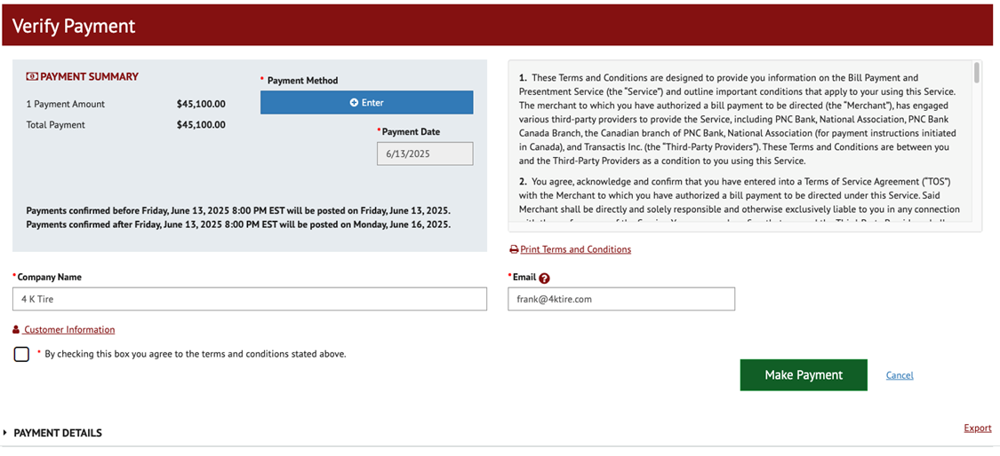 Verify Payment
PAYMENT SUMMARY
1 Payment Amount $45,100.00
Total Payment $45,100.00
* Payment Method
Enter
* Payment Date
6/13/2025
Payments confirmed before Friday, June 13, 2025 8:00 PM EST will be posted on Friday, June 13, 2025.
Payments confirmed after Friday, June 13, 2025 8:00 PM EST will be posted on Monday, June 16, 2025.
1. These Terms and Conditions are designed to provide you information on the Bill Payment and
Presentment Service (the “Service”) and outline important conditions that apply to your using this Service.
The merchant to which you have authorized a bill payment to be directed (the “Merchant”), has engaged
various third-party providers to provide the Service, including PNC Bank, National Association, PNC Bank
Canada Branch, the Canadian branch of PNC Bank, National Association (for payment instructions initiated
in Canada), and Transactis Inc. (the “Third-Party Providers”). These Terms and Conditions are between you
and the Third-Party Providers as a condition to you using this Service.
2. You agree, acknowledge and confirm that you have entered into a Terms of Service Agreement (“TOS”)
with the Merchant to which you have authorized a bill payment to be directed under this Service. Said
Merchant shall be directly and solely responsible and otherwise exclusively liable to you in any connection
Print Terms and Conditions
* Company Name
4 K Tire
* Email ?
frank@4ktire.com
Customer Information
* By checking this box you agree to the terms and conditions stated above.
Make Payment
Cancel
PAYMENT DETAILS
Export